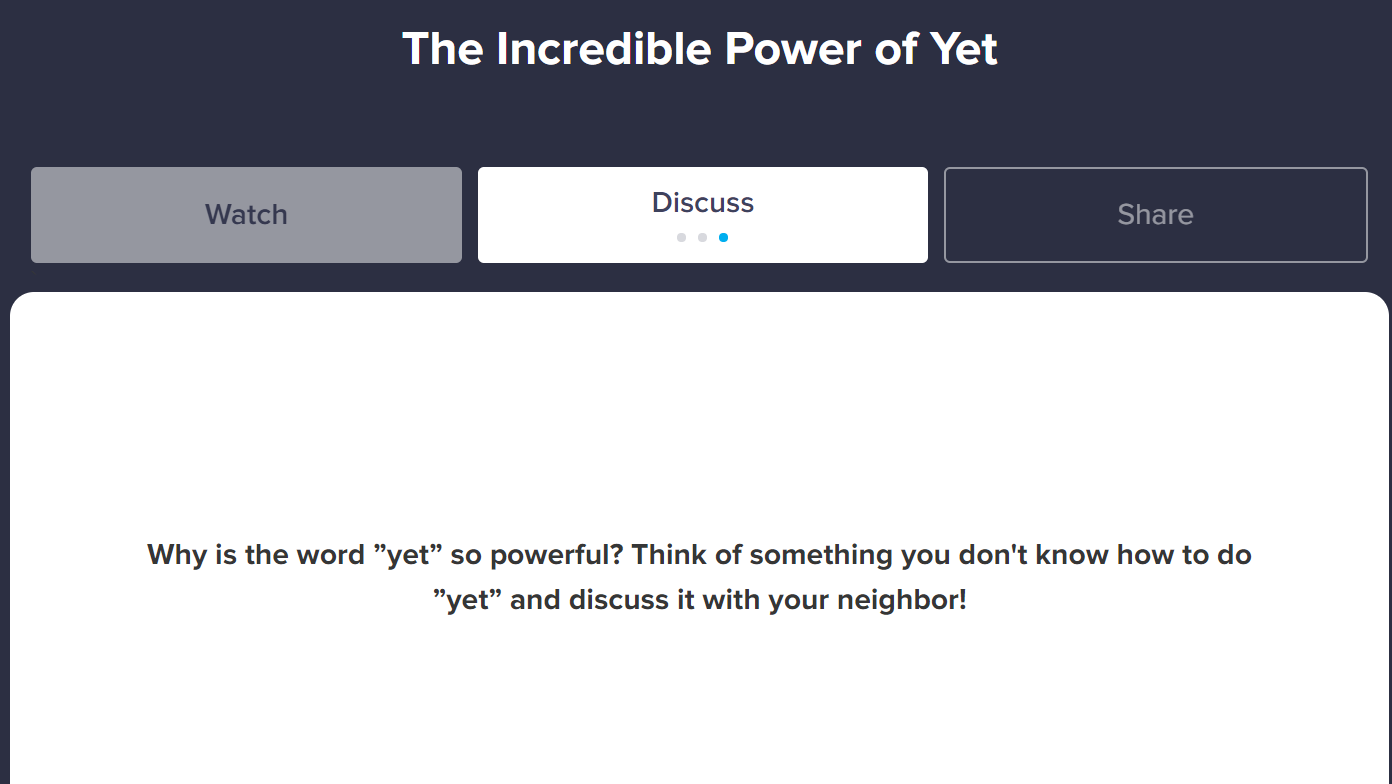 The Incredible Power of Yet
Watch
Discuss
Share
Why is the word ”yet” so powerful? Think of something you don't know how to do
”yet” and discuss it with your neighbor!